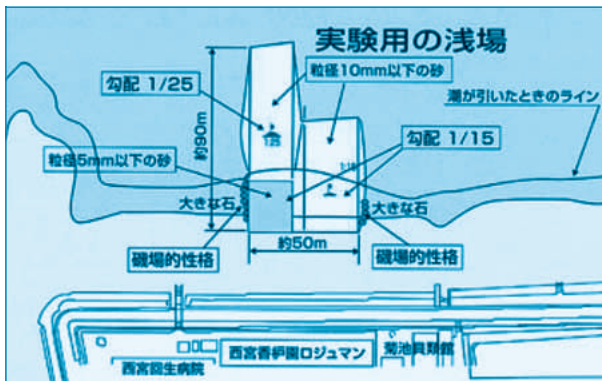 実験用の浅場
粒径10mm以下の砂
勾配 1/25
潮が引いたときのライン
約90m
1:25
勾配 1/15
粒径5mm以下の砂
1:15
大きな石
大きな石
磯場的性格
約50m
磯場的性格
西宮回生病院
西宮香枦園ロジュマン
菊池貝類館